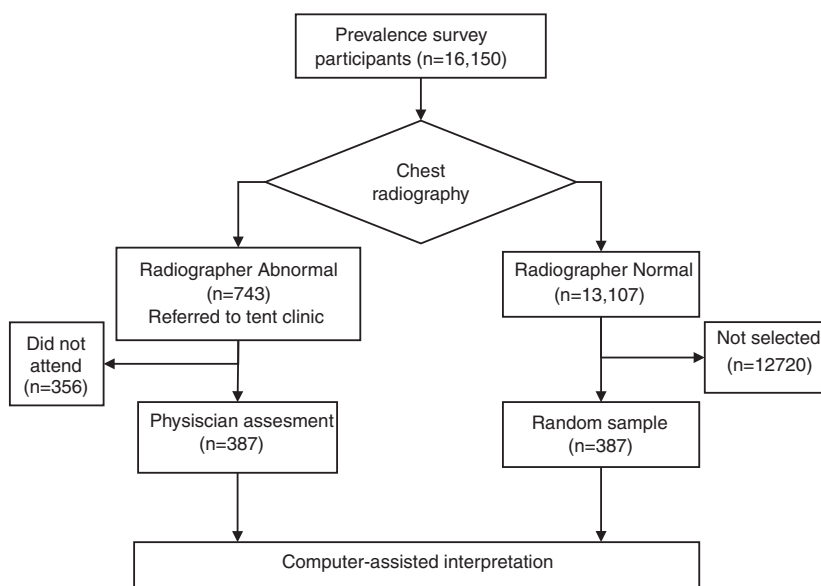 Prevalence survey
participants (n=16,150)
Chest
radiography
Radiographer Abnormal
(n=743)
Referred to tent clinic
Radiographer Normal
(n=13,107)
Did not
attend
(n=356)
Not selected
(n=12720)
Physiscian assesment
(n=387)
Random sample
(n=387)
Computer-assisted interpretation